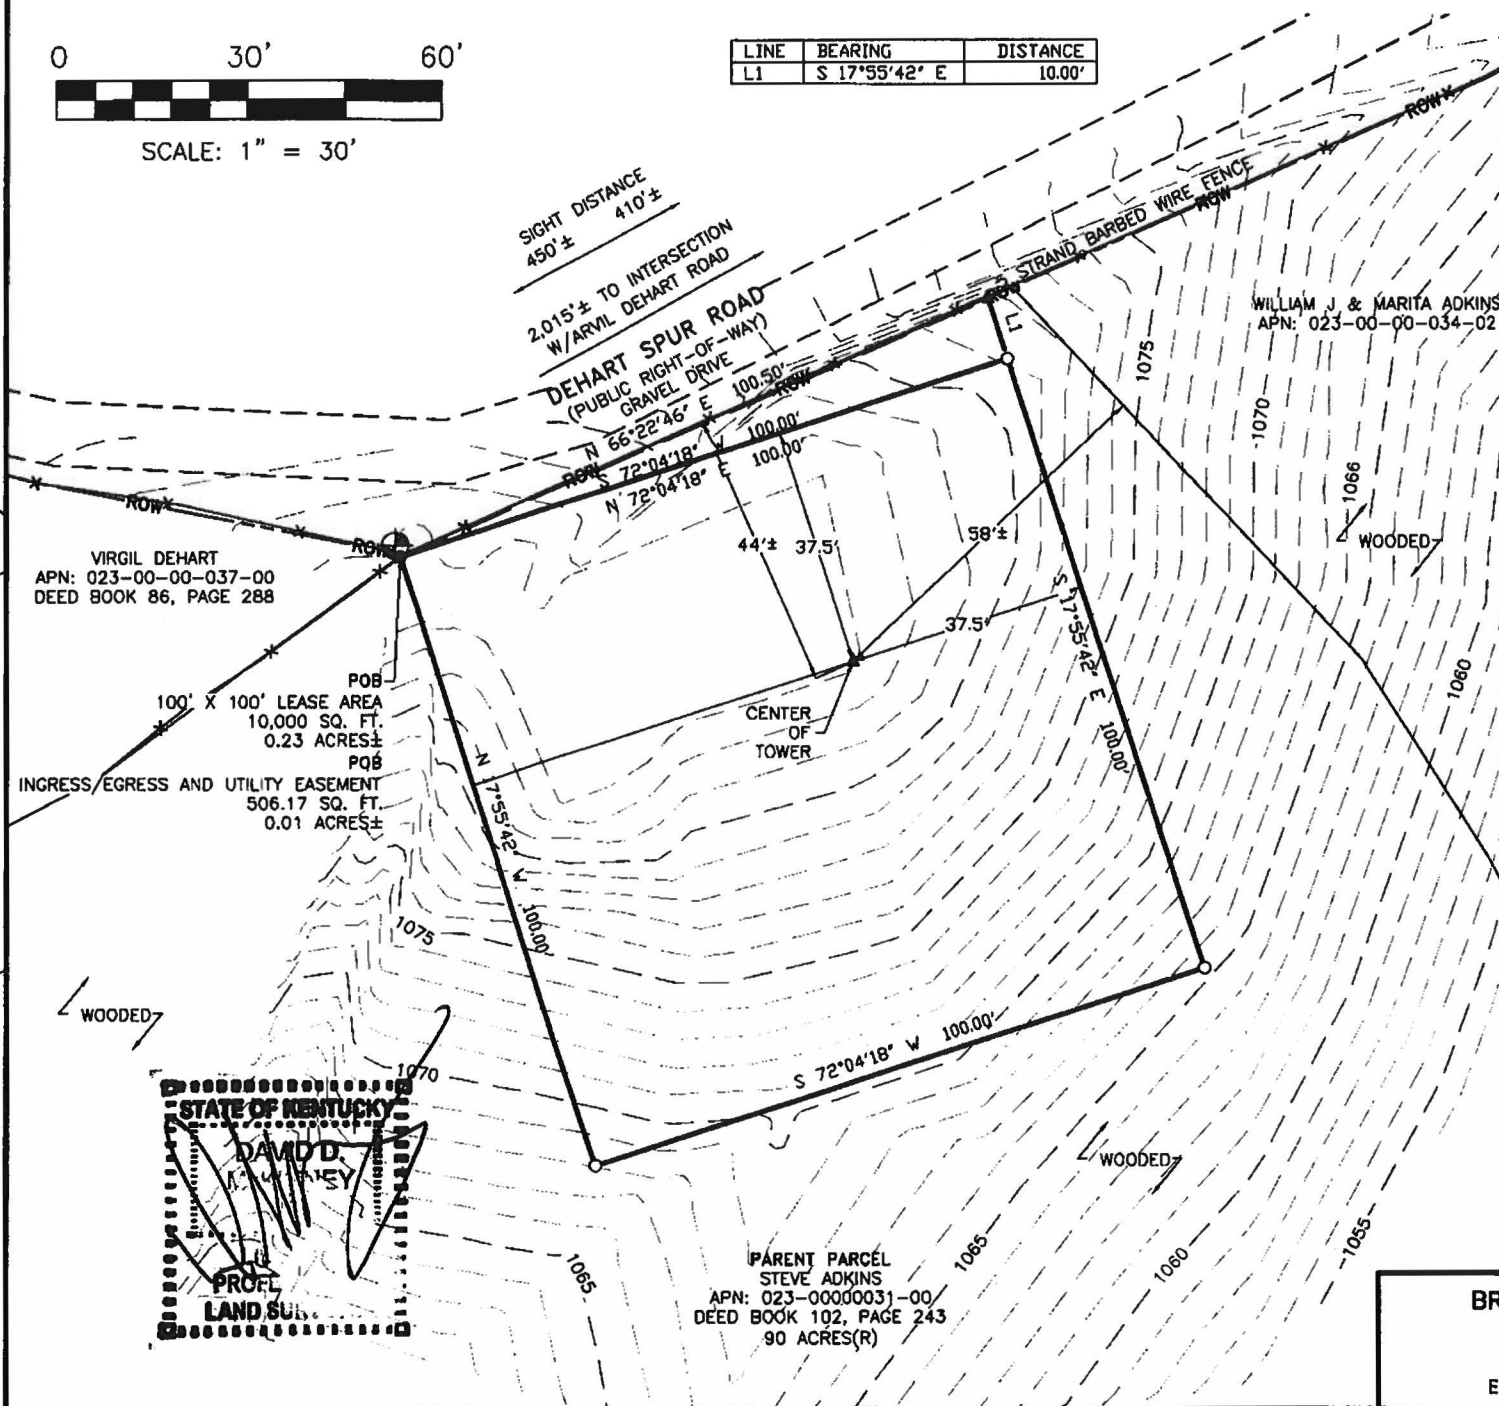 0 30' 60'
SCALE: 1" = 30'
LINE BEARING DISTANCE
L1 S 17°55'42" E 10.00'
SIGHT DISTANCE
450'± 410'±
2,015'± TO INTERSECTION
W/ARVIL DEHART ROAD
DEHART SPUR ROAD
(PUBLIC RIGHT-OF-WAY)
GRAVEL DRIVE
STRAND BARBED WIRE FENCE
ROW
ROW
ROW
ROW
ROW
ROW
ROW
L1
N 66°22'46" E 100.50'
S 72°04'18" W 100.00'
N 72°04'18" E 100.00'
WILLIAM J. & MARITA ADKINS
APN: 023-00-00-034-02
1075
1070
1066
1060
WOODED
VIRGIL DEHART
APN: 023-00-00-037-00
DEED BOOK 86, PAGE 288
44'± 37.5' 58'±
37.5'
S 17°55'42" E 100.00'
CENTER
OF
TOWER
POB
100' X 100' LEASE AREA
10,000 SQ. FT.
0.23 ACRES±
POB
INGRESS/EGRESS AND UTILITY EASEMENT
506.17 SQ. FT.
0.01 ACRES±
N 17°55'42" W 100.00'
1075
WOODED
1070
S 72°04'18" W 100.00'
STATE OF KENTUCKY
DAVID D.
LAND
WOODED
1065
1065
1060
1055
PARENT PARCEL
STEVE ADKINS
APN: 023-00000031-00
DEED BOOK 102, PAGE 243
90 ACRES(R)
BR
E